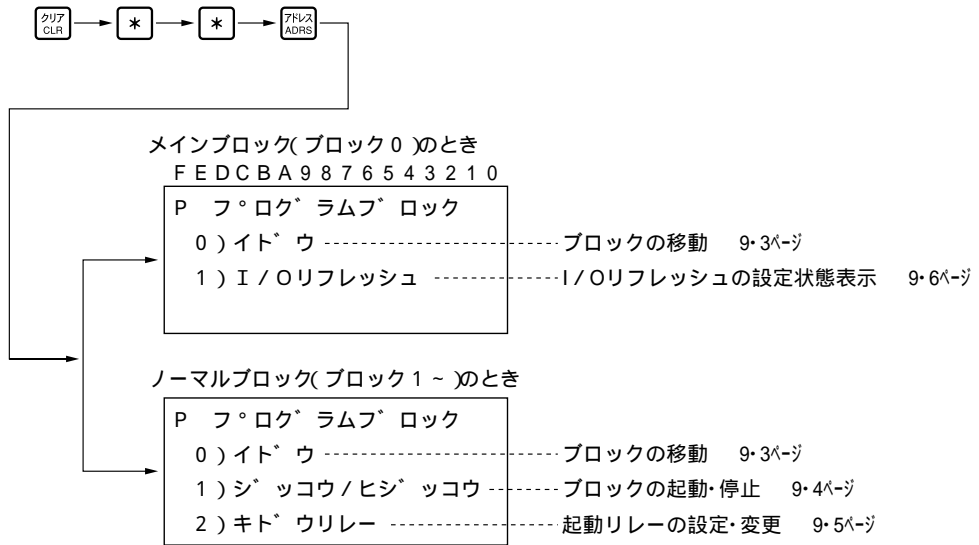 クリア CLR * * アドレス ADRS
メインブロック(ブロック0)のとき
FEDCBA9876543210
P プログラムブロック
0)イドウ ブロックの移動 9・3ページ
1)I/Oリフレッシュ I/Oリフレッシュの設定状態表示 9・6ページ
ノーマルブロック(ブロック1~)のとき
P プログラムブロック
0)イドウ ブロックの移動 9・3ページ
1)ジッコウ/ヒジッコウ ブロックの起動・停止 9・4ページ
2)キドウリレー 起動リレーの設定・変更 9・5ページ